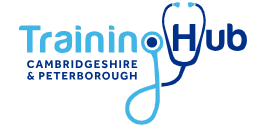 Training Hub
CAMBRIDGESHIRE
& PETERBOROUGH